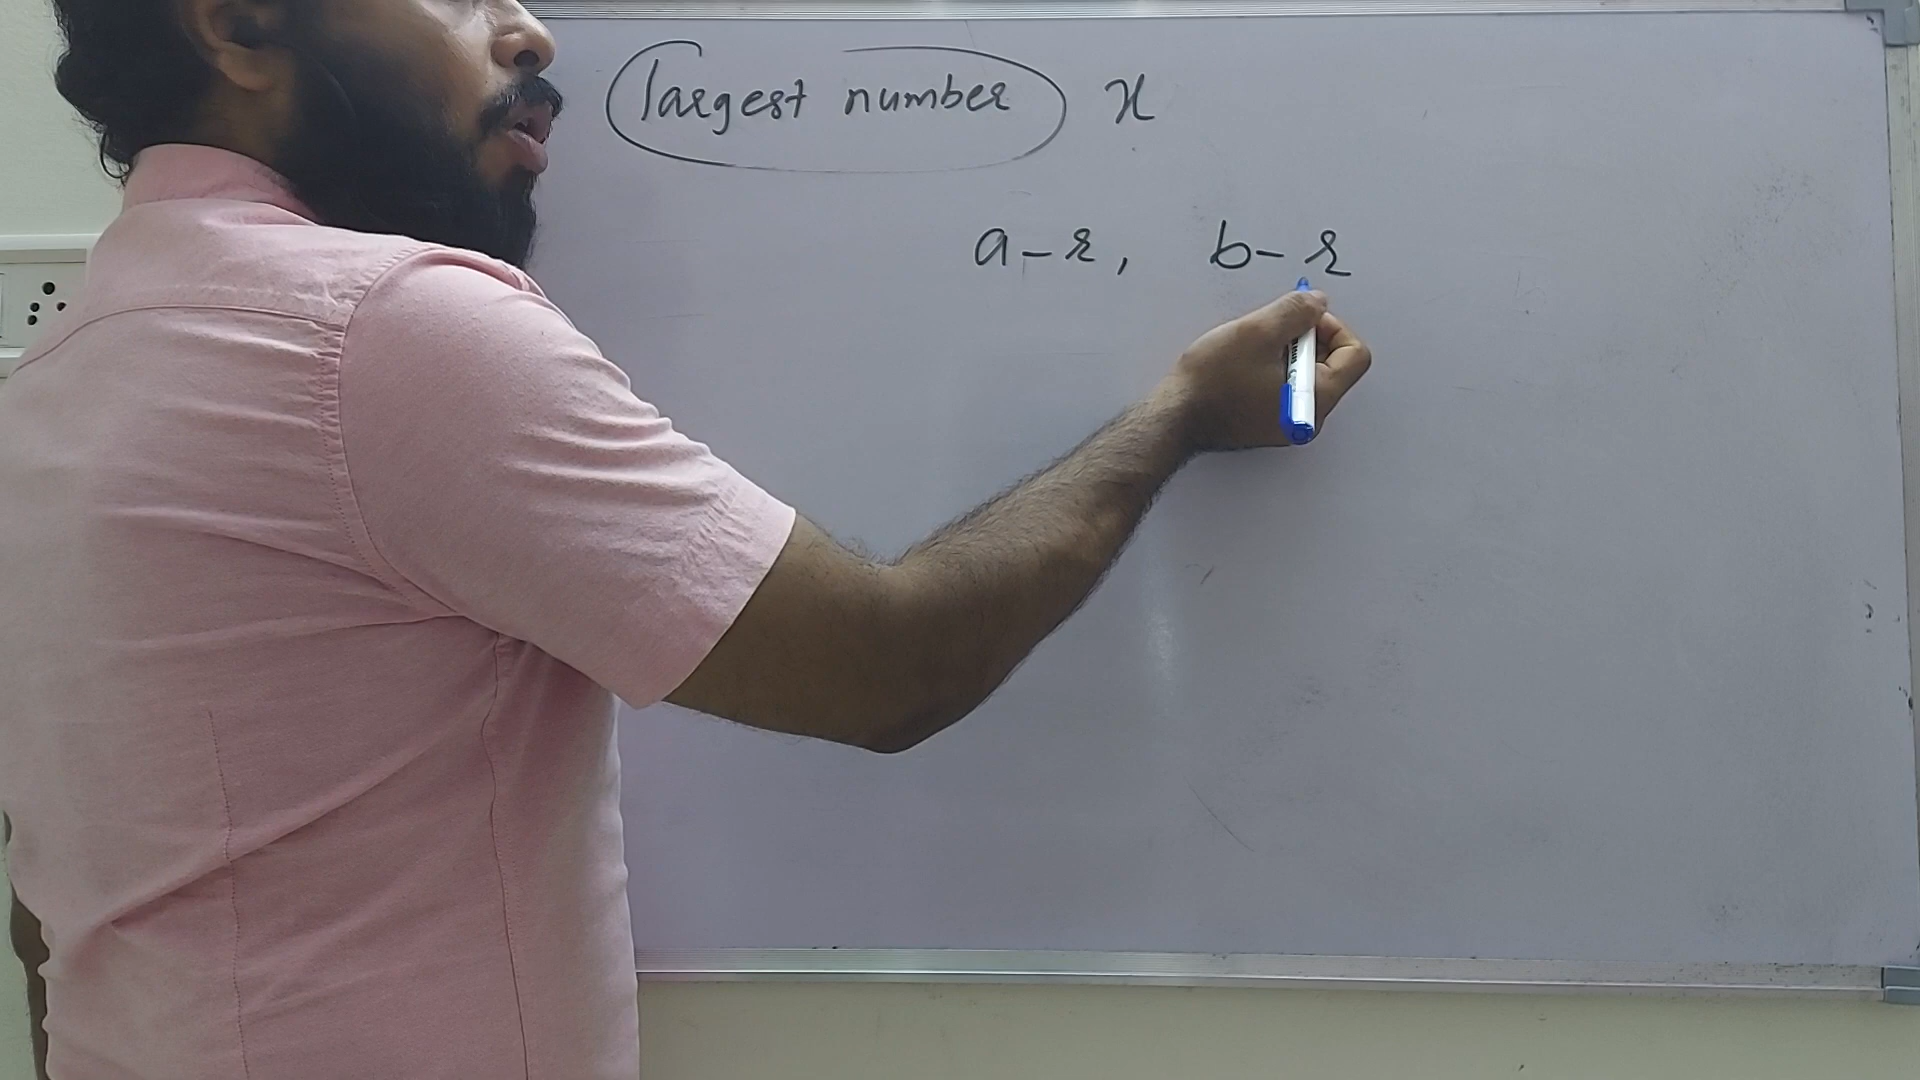 largest number x
a-r, b-r